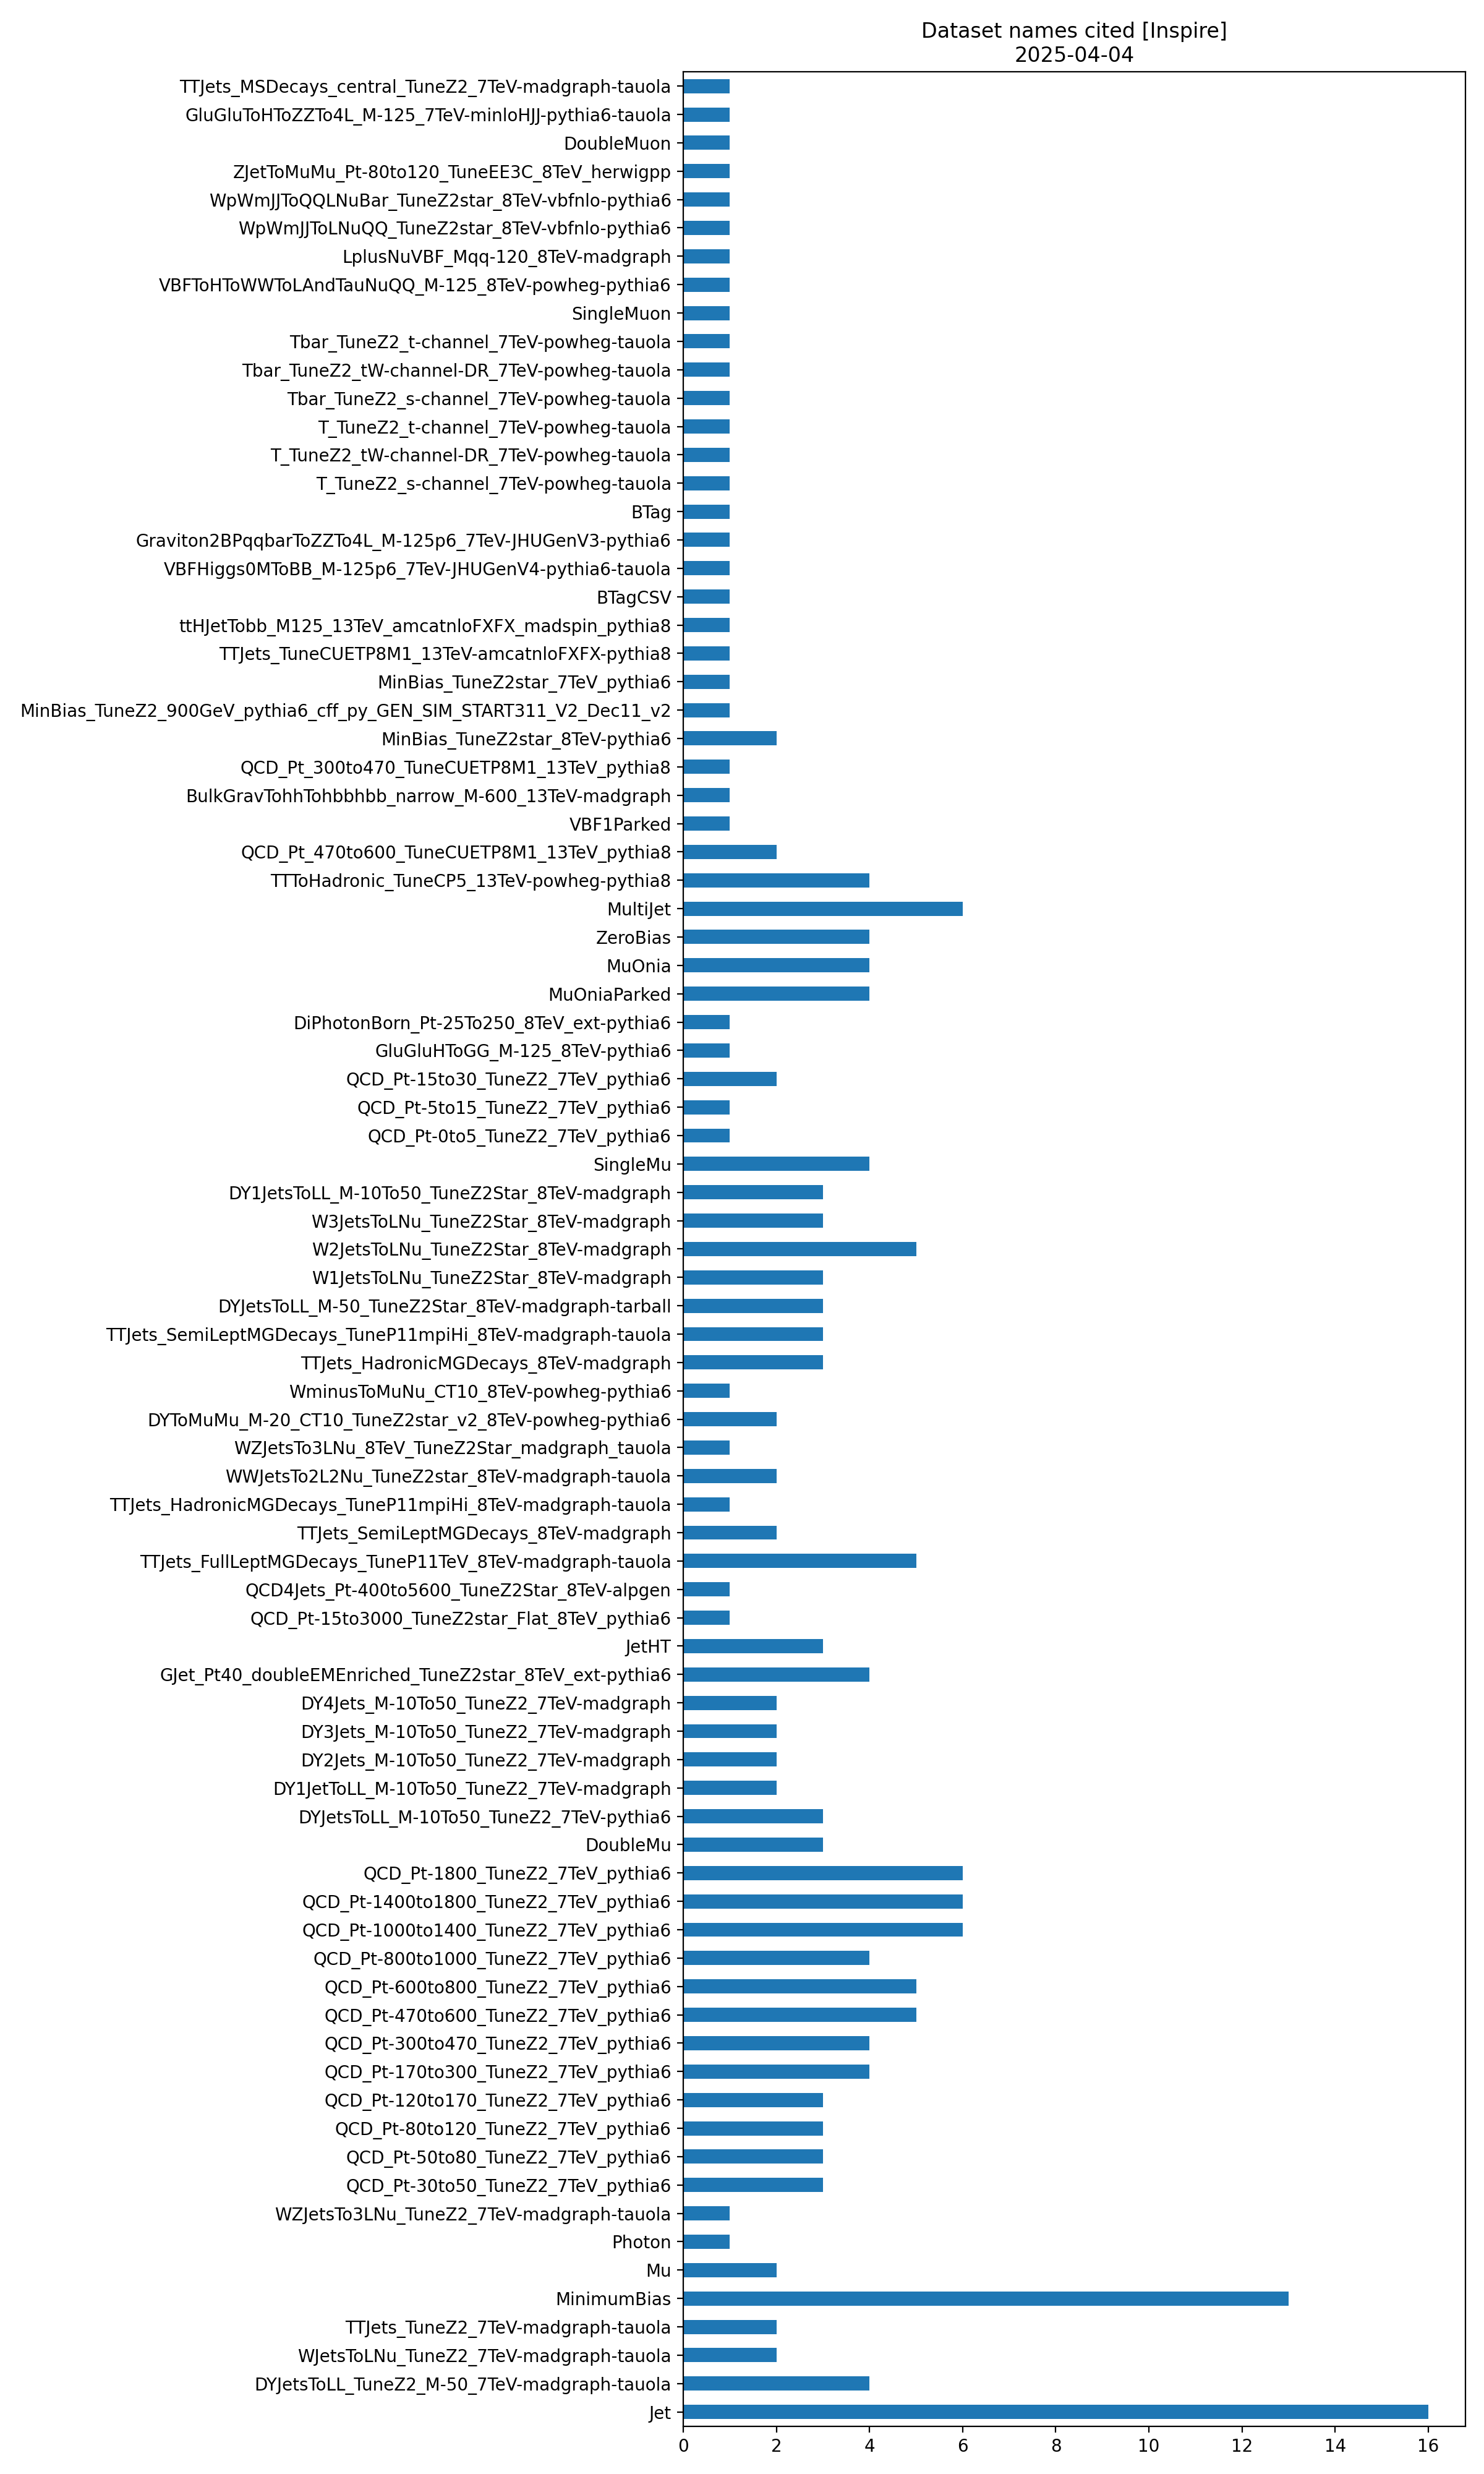 Dataset names cited [Inspire]
2025-04-04
TTJets_MSDecays_central_TuneZ2_7TeV-madgraph-tauola
GluGluToHToZZTo4L_M-125_7TeV-minloHJJ-pythia6-tauola
DoubleMuon
ZJetToMuMu_Pt-80to120_TuneEE3C_8TeV_herwigpp
WpWmJJToQQLNuBar_TuneZ2star_8TeV-vbfnlo-pythia6
WpWmJJToLNuQQ_TuneZ2star_8TeV-vbfnlo-pythia6
LplusNuVBF_Mqq-120_8TeV-madgraph
VBFToHToWWToLAndTauNuQQ_M-125_8TeV-powheg-pythia6
SingleMuon
Tbar_TuneZ2_t-channel_7TeV-powheg-tauola
Tbar_TuneZ2_tW-channel-DR_7TeV-powheg-tauola
Tbar_TuneZ2_s-channel_7TeV-powheg-tauola
T_TuneZ2_t-channel_7TeV-powheg-tauola
T_TuneZ2_tW-channel-DR_7TeV-powheg-tauola
T_TuneZ2_s-channel_7TeV-powheg-tauola
BTag
Graviton2BPqqbarToZZTo4L_M-125p6_7TeV-JHUGenV3-pythia6
VBFHiggs0MToBB_M-125p6_7TeV-JHUGenV4-pythia6-tauola
BTagCSV
ttHJetTobb_M125_13TeV_amcatnloFXFX_madspin_pythia8
TTJets_TuneCUETP8M1_13TeV-amcatnloFXFX-pythia8
MinBias_TuneZ2star_7TeV_pythia6
MinBias_TuneZ2_900GeV_pythia6_cff_py_GEN_SIM_START311_V2_Dec11_v2
MinBias_TuneZ2star_8TeV-pythia6
QCD_Pt_300to470_TuneCUETP8M1_13TeV_pythia8
BulkGravTohhTohbbhbb_narrow_M-600_13TeV-madgraph
VBF1Parked
QCD_Pt_470to600_TuneCUETP8M1_13TeV_pythia8
TTToHadronic_TuneCP5_13TeV-powheg-pythia8
MultiJet
ZeroBias
MuOnia
MuOniaParked
DiPhotonBorn_Pt-25To250_8TeV_ext-pythia6
GluGluHToGG_M-125_8TeV-pythia6
QCD_Pt-15to30_TuneZ2_7TeV_pythia6
QCD_Pt-5to15_TuneZ2_7TeV_pythia6
QCD_Pt-0to5_TuneZ2_7TeV_pythia6
SingleMu
DY1JetsToLL_M-10To50_TuneZ2Star_8TeV-madgraph
W3JetsToLNu_TuneZ2Star_8TeV-madgraph
W2JetsToLNu_TuneZ2Star_8TeV-madgraph
W1JetsToLNu_TuneZ2Star_8TeV-madgraph
DYJetsToLL_M-50_TuneZ2Star_8TeV-madgraph-tarball
TTJets_SemiLeptMGDecays_TuneP11mpiHi_8TeV-madgraph-tauola
TTJets_HadronicMGDecays_8TeV-madgraph
WminusToMuNu_CT10_8TeV-powheg-pythia6
DYToMuMu_M-20_CT10_TuneZ2star_v2_8TeV-powheg-pythia6
WZJetsTo3LNu_8TeV_TuneZ2Star_madgraph_tauola
WWJetsTo2L2Nu_TuneZ2star_8TeV-madgraph-tauola
TTJets_HadronicMGDecays_TuneP11mpiHi_8TeV-madgraph-tauola
TTJets_SemiLeptMGDecays_8TeV-madgraph
TTJets_FullLeptMGDecays_TuneP11TeV_8TeV-madgraph-tauola
QCD4Jets_Pt-400to5600_TuneZ2Star_8TeV-alpgen
QCD_Pt-15to3000_TuneZ2star_Flat_8TeV_pythia6
JetHT
GJet_Pt40_doubleEMEnriched_TuneZ2star_8TeV_ext-pythia6
DY4Jets_M-10To50_TuneZ2_7TeV-madgraph
DY3Jets_M-10To50_TuneZ2_7TeV-madgraph
DY2Jets_M-10To50_TuneZ2_7TeV-madgraph
DY1JetToLL_M-10To50_TuneZ2_7TeV-madgraph
DYJetsToLL_M-10To50_TuneZ2_7TeV-pythia6
DoubleMu
QCD_Pt-1800_TuneZ2_7TeV_pythia6
QCD_Pt-1400to1800_TuneZ2_7TeV_pythia6
QCD_Pt-1000to1400_TuneZ2_7TeV_pythia6
QCD_Pt-800to1000_TuneZ2_7TeV_pythia6
QCD_Pt-600to800_TuneZ2_7TeV_pythia6
QCD_Pt-470to600_TuneZ2_7TeV_pythia6
QCD_Pt-300to470_TuneZ2_7TeV_pythia6
QCD_Pt-170to300_TuneZ2_7TeV_pythia6
QCD_Pt-120to170_TuneZ2_7TeV_pythia6
QCD_Pt-80to120_TuneZ2_7TeV_pythia6
QCD_Pt-50to80_TuneZ2_7TeV_pythia6
QCD_Pt-30to50_TuneZ2_7TeV_pythia6
WZJetsTo3LNu_TuneZ2_7TeV-madgraph-tauola
Photon
Mu
MinimumBias
TTJets_TuneZ2_7TeV-madgraph-tauola
WJetsToLNu_TuneZ2_7TeV-madgraph-tauola
DYJetsToLL_TuneZ2_M-50_7TeV-madgraph-tauola
Jet
0 2 4 6 8 10 12 14 16